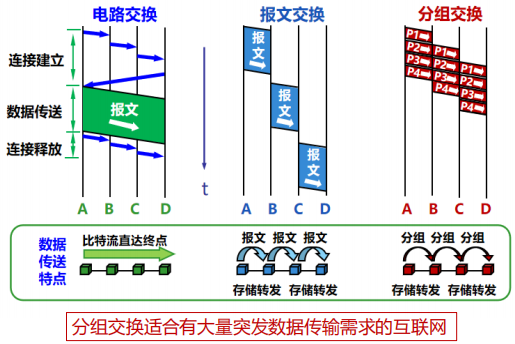 电路交换
报文交换
分组交换
连接建立
数据传送
连接释放
报文
t
报文
报文
报文
P1
P2
P3
P4
P1
P2
P3
P4
P1
P2
P3
P4
A B C D
A B C D
A B C D
数据
传送
特点
比特流直达终点
报文 报文 报文
存储转发 存储转发
分组 分组 分组
存储转发 存储转发
分组交换适合有大量突发数据传输需求的互联网